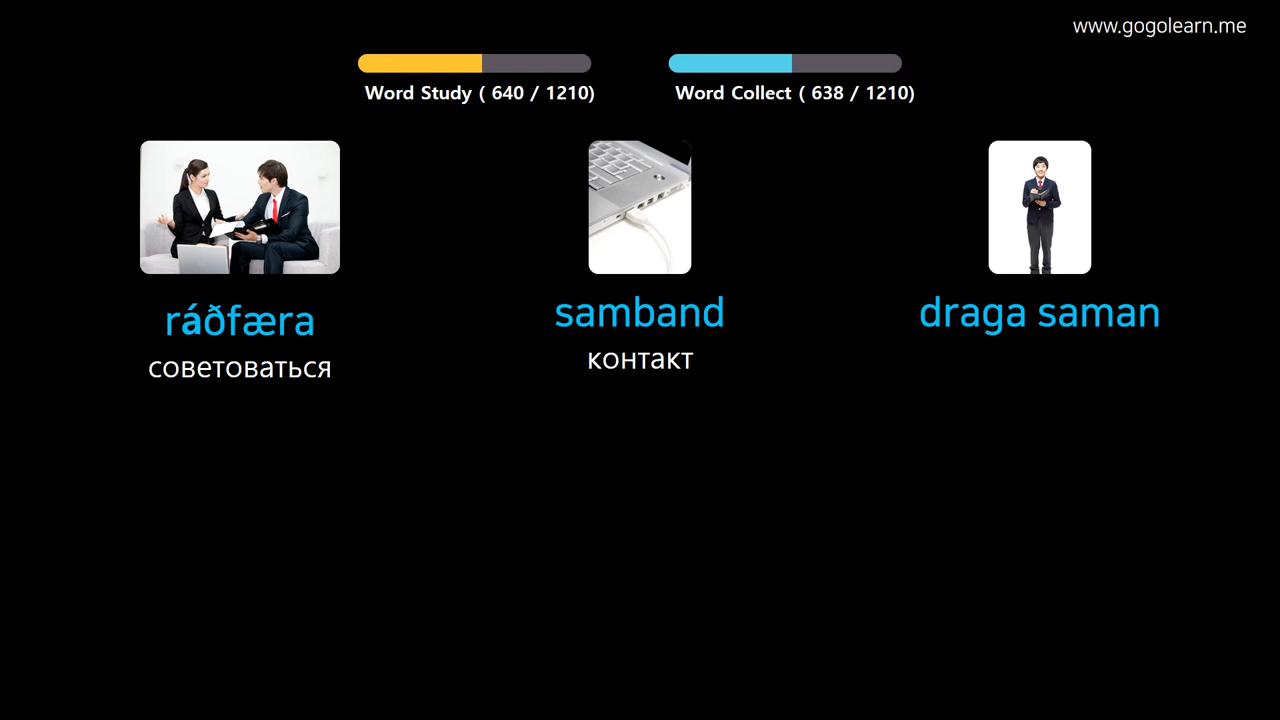 www.gogolearn.me
Word Study ( 640 / 1210)
Word Collect ( 638 / 1210)
ráðfæra
советоваться
samband
контакт
draga saman